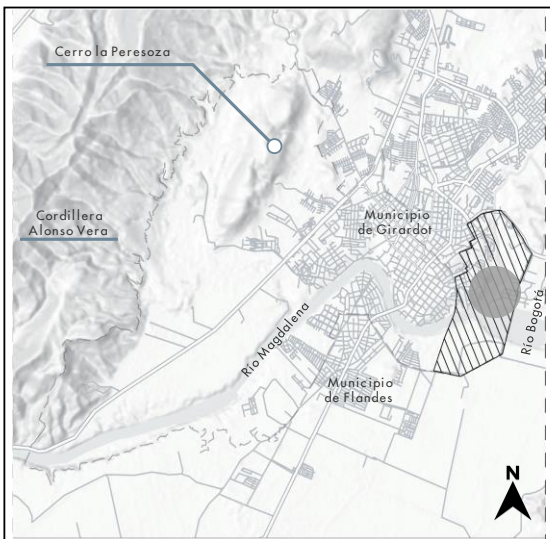 Cerro la Peresoza
Cordillera
Alonso Vera
Municipio
de Girardot
Río Bogotá
Río Magdalena
Municipio
de Flandes
N